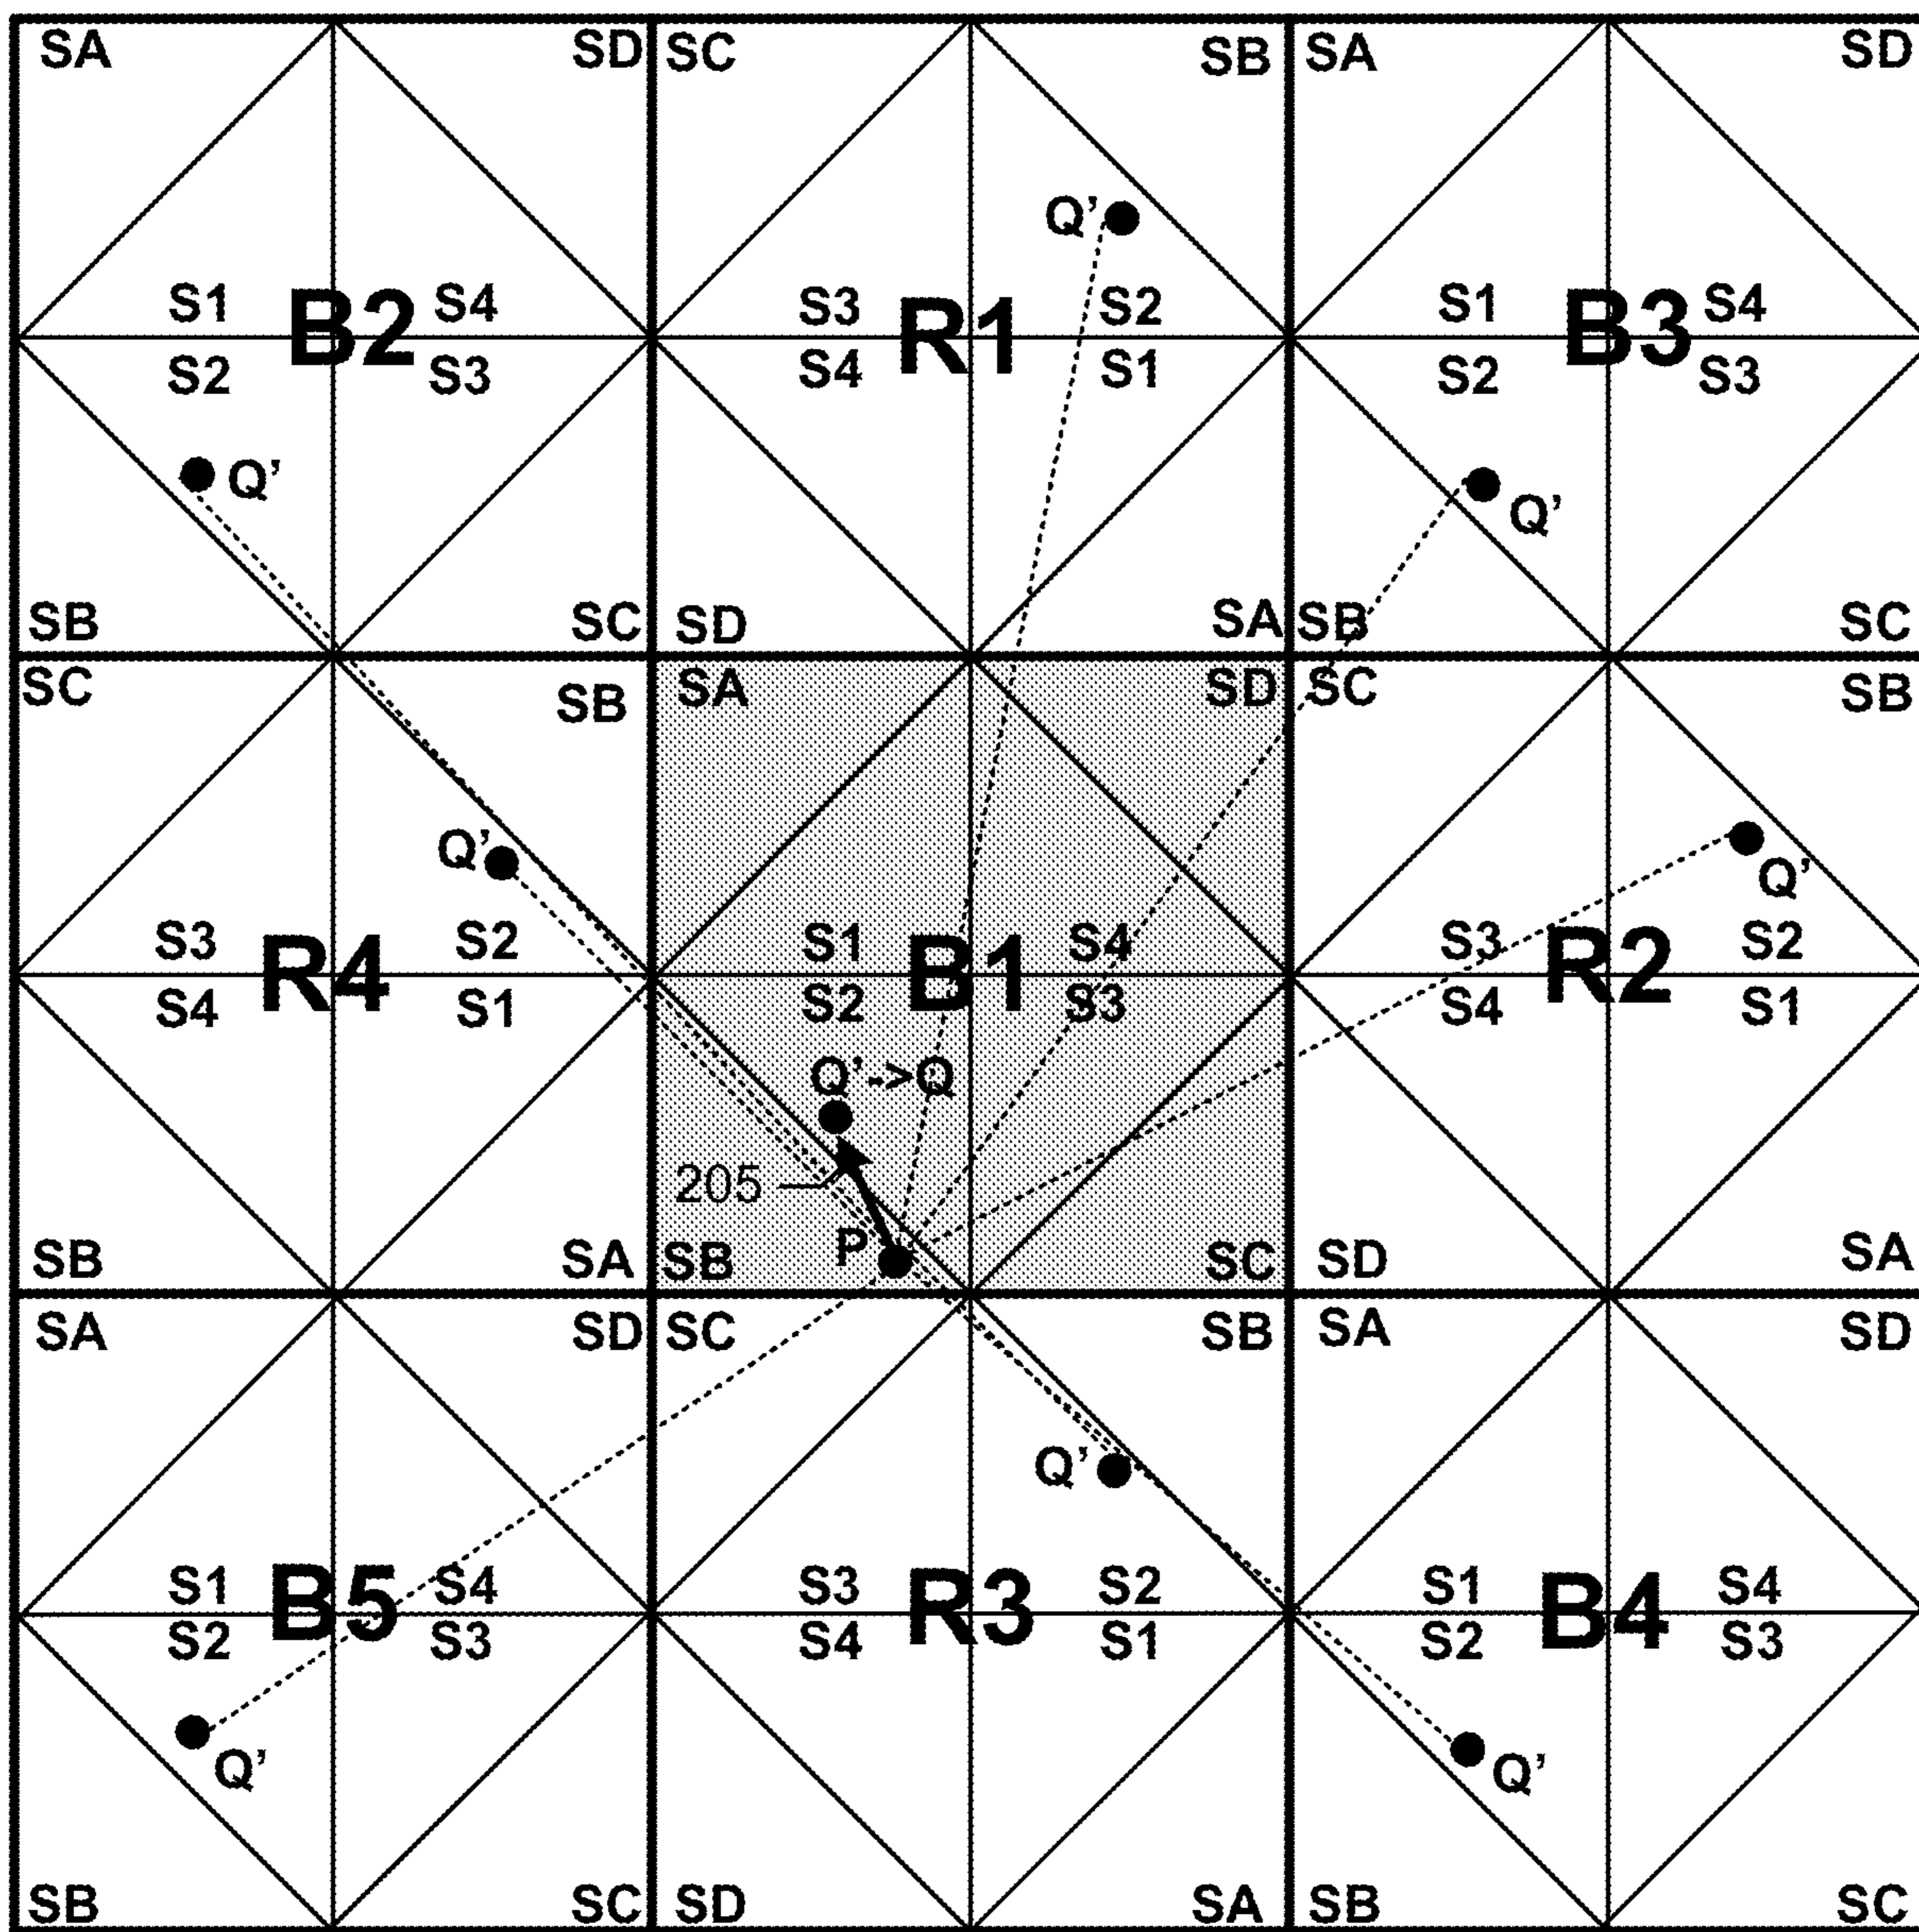 SA SD SC SB SA SD
Q’
S1 S4 S3 S2 S1 S4
B2 R1 B3
S2 S3 S4 S1 S2 S3
Q’ Q’
SB SC SD SA SB SC
SC SB SA SD SC SB
Q’ Q’
S3 S2 S1 S4 S3 S2
R4 B1 R2
S4 S1 S2 S3 S4 S1
Q’->Q
205
P
SB SA SB SC SD SA
SA SD SC SB SA SD
Q’
S1 S4 S3 S2 S1 S4
B5 R3 B4
S2 S3 S4 S1 S2 S3
Q’ Q’
SB SC SD SA SB SC